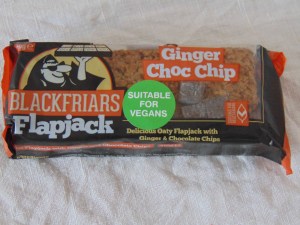 Ginger
Choc Chip
BLACKFRIARS
Flapjack
SUITABLE
FOR
VEGANS
Delicious Oaty Flapjack with
Ginger & Chocolate Chips